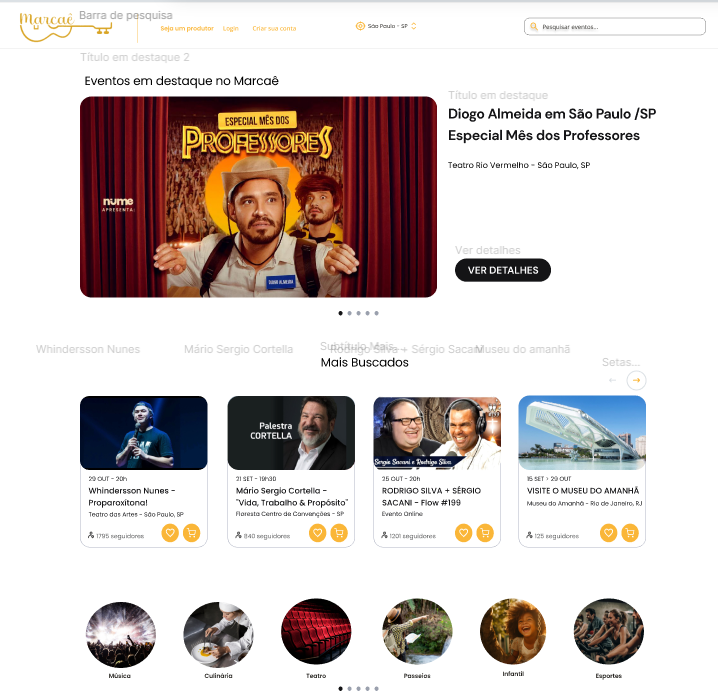 Marcaê
Barra de pesquisa
Seja um produtor
Login
Criar sua conta
São Paulo - SP
Pesquisar eventos...
Título em destaque 2
Eventos em destaque no Marcaê
ESPECIAL MÊS DOS
PROFESSORES
nume
APRESENTA:
DIOGO ALMEIDA
Título em destaque
Diogo Almeida em São Paulo /SP
Especial Mês dos Professores
Teatro Rio Vermelho - São Paulo, SP
Ver detalhes
VER DETALHES
Whindersson Nunes
Mário Sergio Cortella
Subtítulo Mais...
Rodrigo Silva + Sérgio Sacani
Museu do amanhã
Mais Buscados
Setas...
29 OUT - 20h
Whindersson Nunes -
Proparoxítona!
Teatro das Artes - São Paulo, SP
1795 seguidores
Palestra
CORTELLA
21 SET - 19h30
Mário Sergio Cortella -
"Vida, Trabalho & Propósito"
Floresta Centro de Convenções - SP
840 seguidores
Sergio Sacani e Rodrigo Silva
25 OUT - 20h
RODRIGO SILVA + SÉRGIO
SACANI - Flow #199
Evento Online
1201 seguidores
15 SET > 29 OUT
VISITE O MUSEU DO AMANHÃ
Museu do Amanhã - Rio de Janeiro, RJ
125 seguidores
Música
Culinária
Teatro
Passeios
Infantil
Esportes